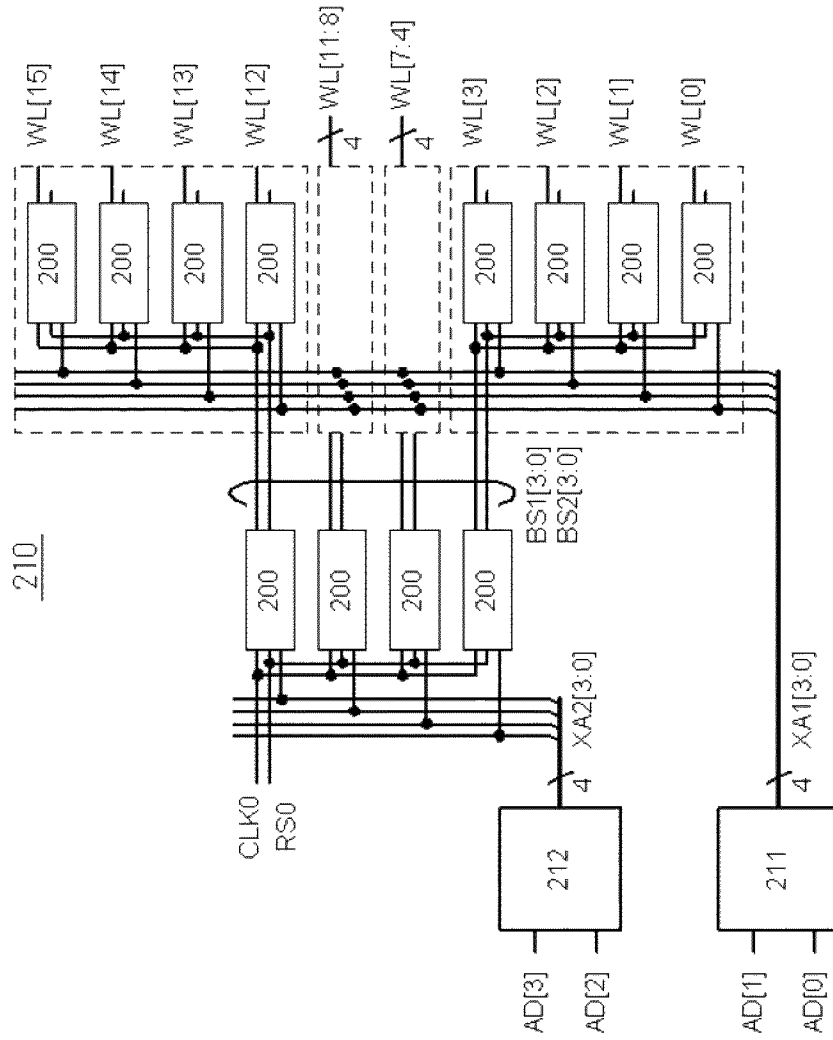 210
WL[15]
WL[14]
WL[13]
WL[12]
WL[11:8]
4
WL[7:4]
4
WL[3]
WL[2]
WL[1]
WL[0]
200
200
200
200
200
200
200
200
BS1[3:0]
BS2[3:0]
200
200
200
200
CLK0
RS0
XA2[3:0]
4
XA1[3:0]
4
212
211
AD[3]
AD[2]
AD[1]
AD[0]